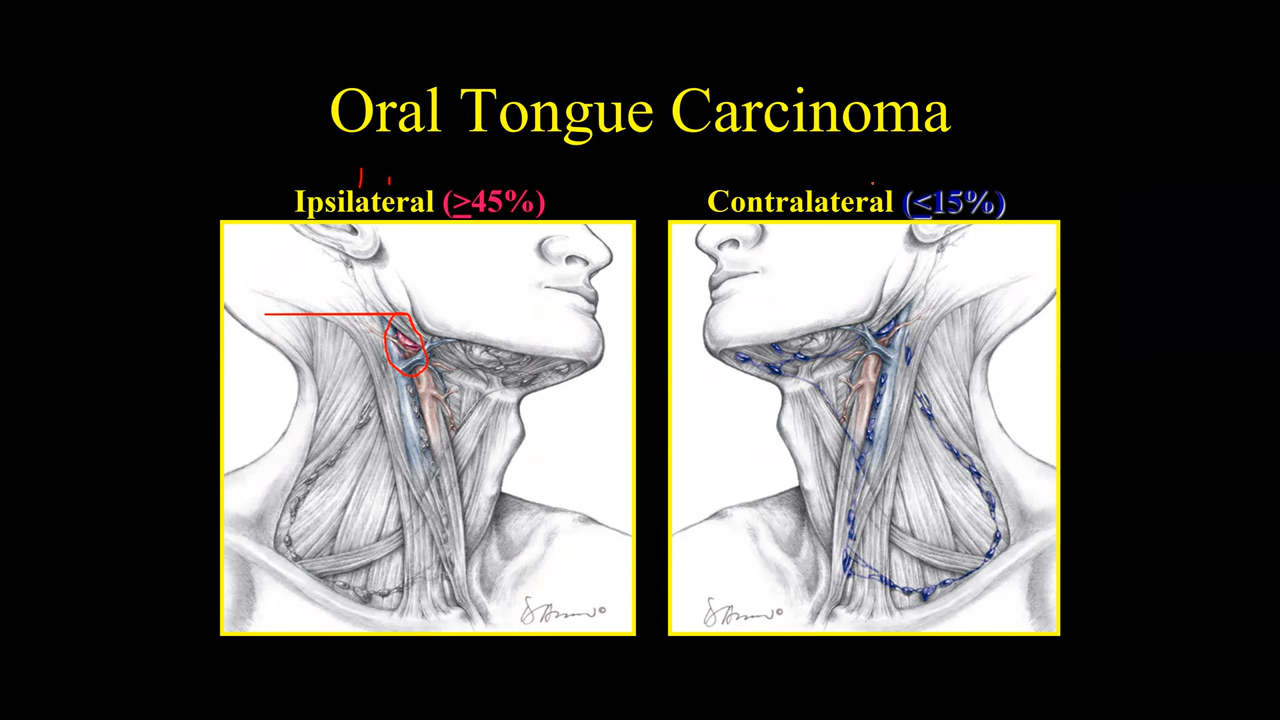 Oral Tongue Carcinoma
Ipsilateral (≥45%)
Contralateral (≤15%)